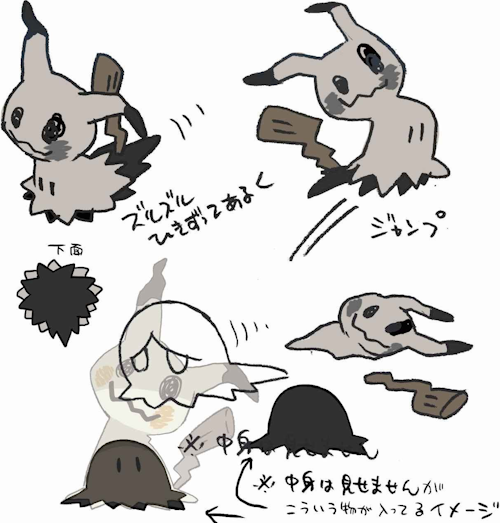 ズルズル
ひきずってあるく
ジャンプ
下面
※ 中身
※ 中身は見せませんが
こういう物が入ってるイメージ